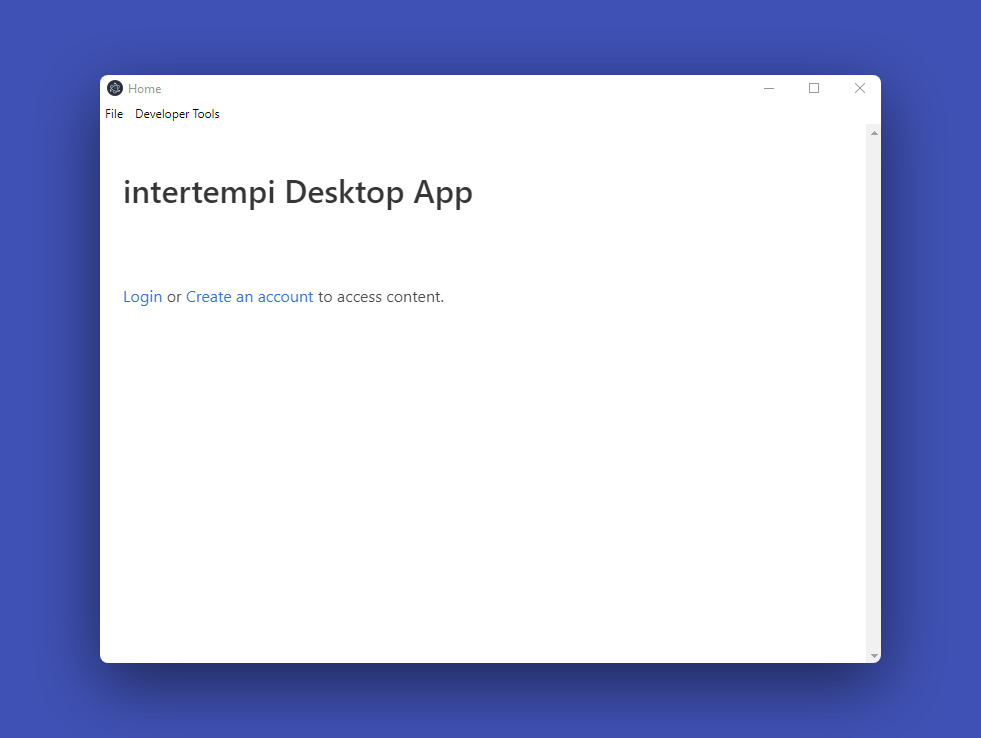 Home
File Developer Tools
intertempi Desktop App
Login or Create an account to access content.